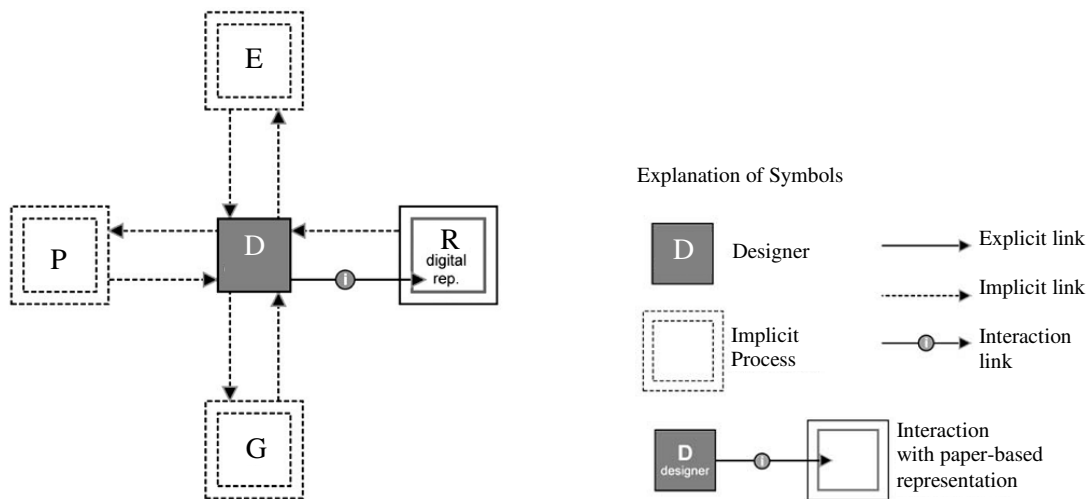 E
P
D
R
digital
rep.
i
G
Explanation of Symbols
D
Designer
Explicit link
Implicit link
Implicit
Process
i
Interaction
link
D
designer
i
Interaction
with paper-based
representation